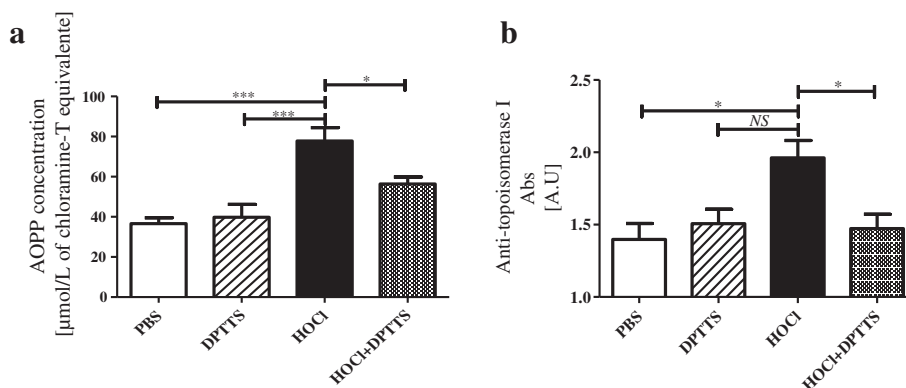 a
AOPP concentration
[µmol/L of chloramine-T equivalente]
100
80
60
40
20
0
***
***
*
PBS
DPTTS
HOCl
HOCl+DPTTS
b
Anti-topoisomerase I
Abs
[A.U]
2.5
2.0
1.5
1.0
*
NS
*
PBS
DPTTS
HOCl
HOCl+DPTTS